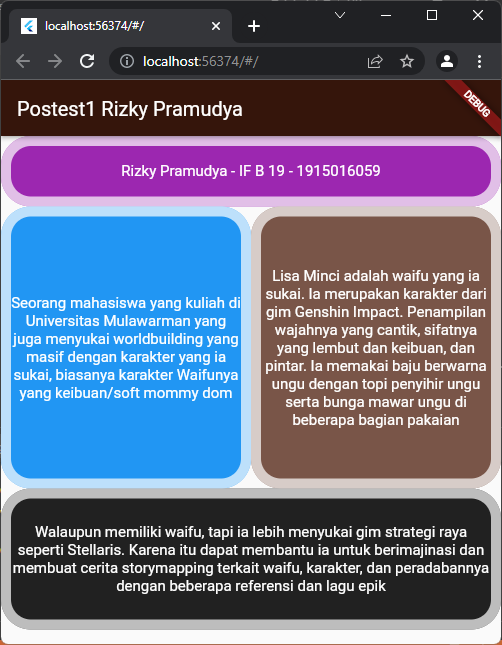 localhost:56374/#/
localhost:56374/#/
Postest1 Rizky Pramudya
DEBUG
Rizky Pramudya - IF B 19 - 1915016059
Seorang mahasiswa yang kuliah di
Universitas Mulawarman yang
juga menyukai worldbuilding yang
masif dengan karakter yang ia
sukai, biasanya karakter Waifunya
yang keibuan/soft mommy dom
Lisa Minci adalah waifu yang ia
sukai. Ia merupakan karakter dari
gim Genshin Impact. Penampilan
wajahnya yang cantik, sifatnya
yang lembut dan keibuan, dan
pintar. Ia memakai baju berwarna
ungu dengan topi penyihir ungu
serta bunga mawar ungu di
beberapa bagian pakaian
Walaupun memiliki waifu, tapi ia lebih menyukai gim strategi raya
seperti Stellaris. Karena itu dapat membantu ia untuk berimajinasi dan
membuat cerita storymapping terkait waifu, karakter, dan peradabannya
dengan beberapa referensi dan lagu epik